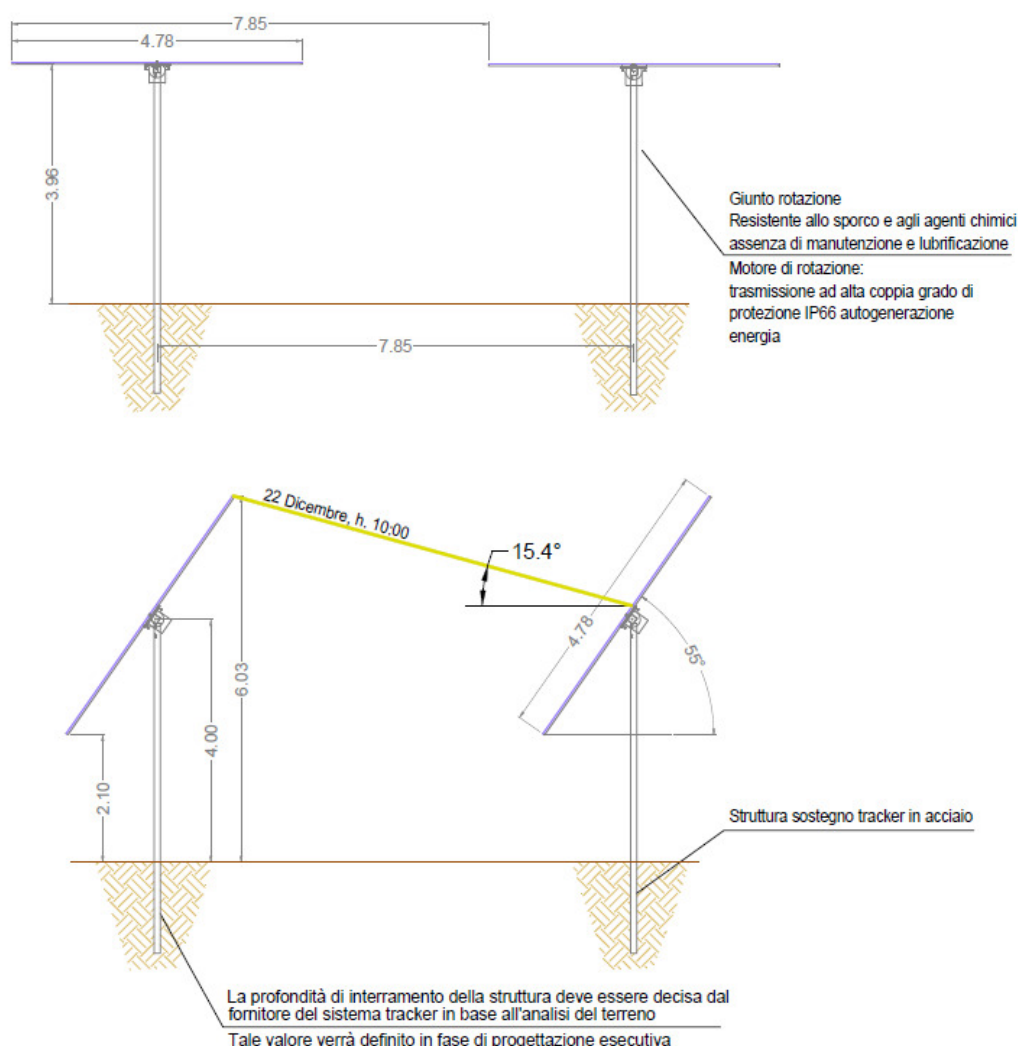 7.85
4.78
3.96
Giunto rotazione
Resistente allo sporco e agli agenti chimici
assenza di manutenzione e lubrificazione
Motore di rotazione:
trasmissione ad alta coppia grado di
protezione IP66 autogenerazione
energia
7.85
22 Dicembre, h. 10:00
15.4°
4.78
55°
6.03
4.00
2.10
Struttura sostegno tracker in acciaio
La profondità di interramento della struttura deve essere decisa dal
fornitore del sistema tracker in base all'analisi del terreno
Tale valore verrà definito in fase di progettazione esecutiva